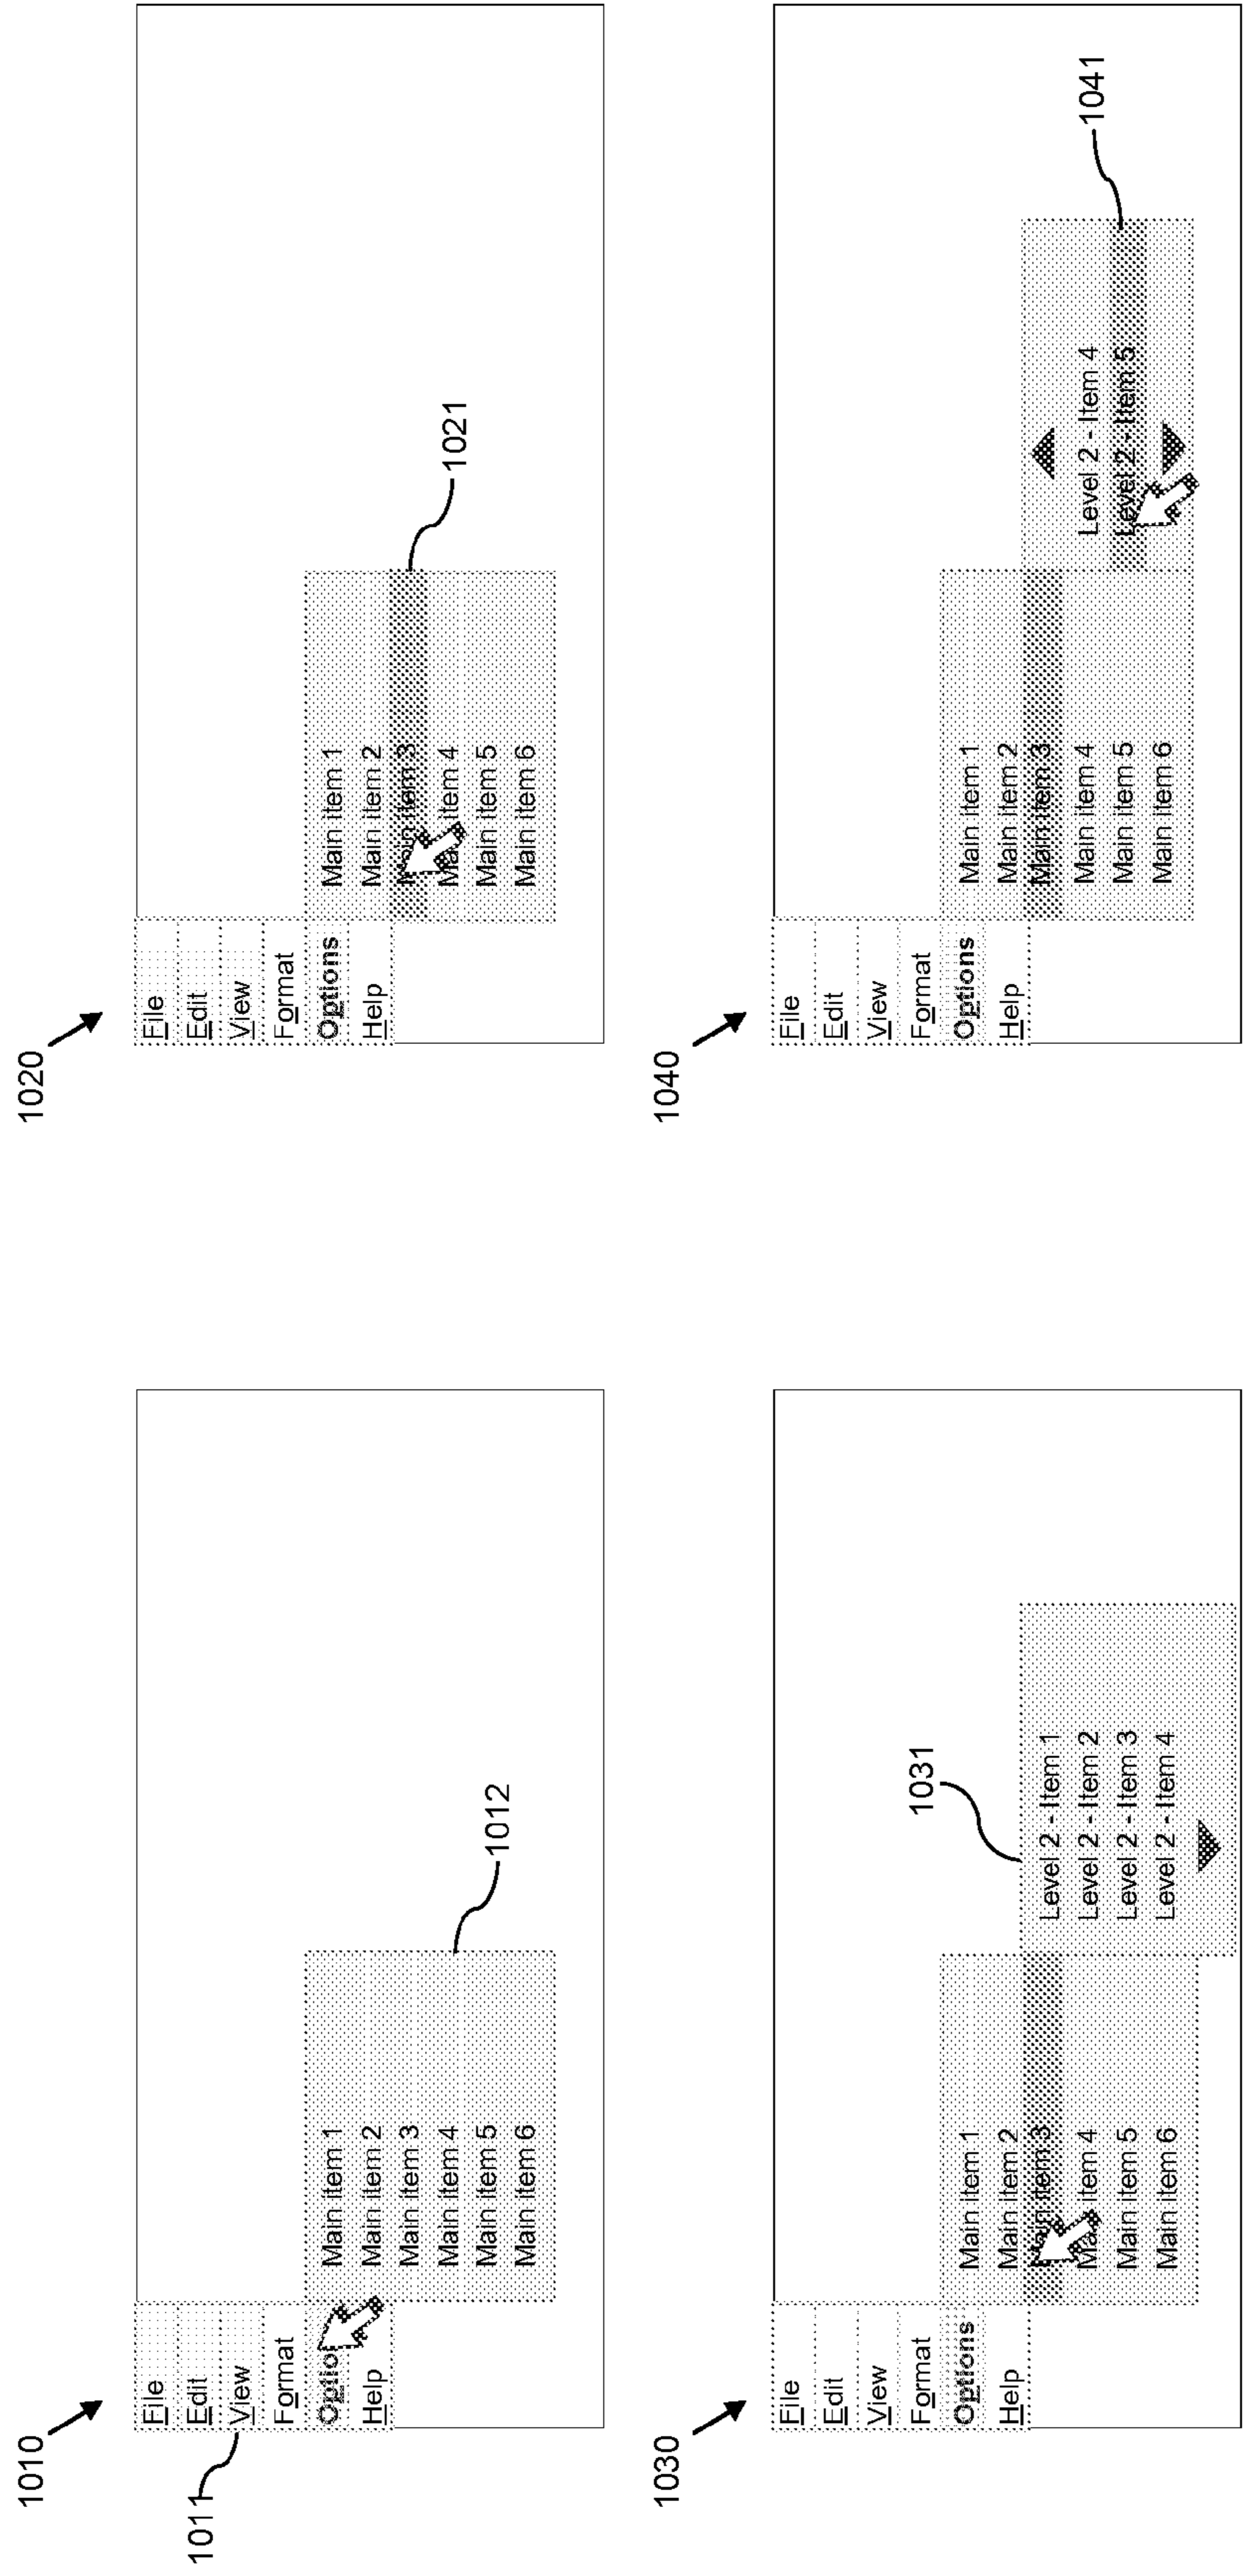 1010
1011
File
Edit
View
Format
Option
Help
Main item 1
Main item 2
Main item 3
Main item 4
Main item 5
Main item 6
1012
1020
File
Edit
View
Format
Options
Help
Main item 1
Main item 2
Main item 3
Main item 4
Main item 5
Main item 6
1021
1030
File
Edit
View
Format
Options
Help
Main item 1
Main item 2
Main item 3
Main item 4
Main item 5
Main item 6
1031
Level 2 - Item 1
Level 2 - Item 2
Level 2 - Item 3
Level 2 - Item 4
1040
File
Edit
View
Format
Options
Help
Main item 1
Main item 2
Main item 3
Main item 4
Main item 5
Main item 6
Level 2 - Item 4
Level 2 - Item 5
1041